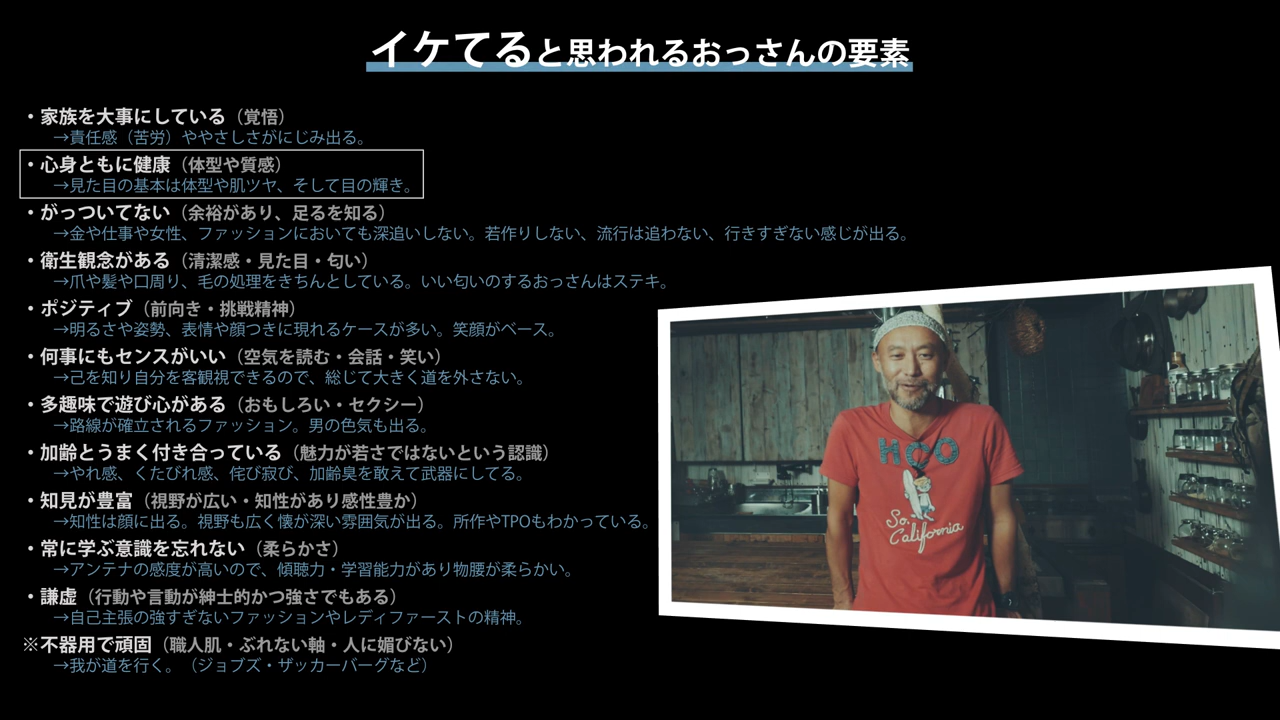 イケてると思われるおっさんの要素
・家族を大事にしている（覚悟）
→責任感（苦労）ややさしさがにじみ出る。
・心身ともに健康（体型や質感）
→見た目の基本は体型や肌ツヤ、そして目の輝き。
・がっついてない（余裕があり、足るを知る）
→金や仕事や女性、ファッションにおいても深追いしない。若作りしない、流行は追わない、行きすぎない感じが出る。
・衛生観念がある（清潔感・見た目・匂い）
→爪や髪や口周り、毛の処理をきちんとしている。いい匂いのするおっさんはステキ。
・ポジティブ（前向き・挑戦精神）
→明るさや姿勢、表情や顔つきに現れるケースが多い。笑顔がベース。
・何事にもセンスがいい（空気を読む・会話・笑い）
→己を知り自分を客観視できるので、総じて大きく道を外さない。
・多趣味で遊び心がある（おもしろい・セクシー）
→路線が確立されるファッション。男の色気も出る。
・加齢とうまく付き合っている（魅力が若さではないという認識）
→やれ感、くたびれ感、侘び寂び、加齢臭を敢えて武器にしてる。
・知見が豊富（視野が広い・知性があり感性豊か）
→知性は顔に出る。視野も広く懐が深い雰囲気が出る。所作やTPOもわかっている。
・常に学ぶ意識を忘れない（柔らかさ）
→アンテナの感度が高いので、傾聴力・学習能力があり物腰が柔らかい。
・謙虚（行動や言動が紳士的かつ強さでもある）
→自己主張の強すぎないファッションやレディファーストの精神。
※不器用で頑固（職人肌・ぶれない軸・人に媚びない）
→我が道を行く。（ジョブズ・ザッカーバーグなど）
HCO
So.
California